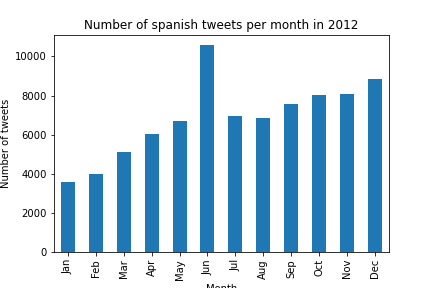 Number of spanish tweets per month in 2012
Number of tweets
10000
8000
6000
4000
2000
0
Jan
Feb
Mar
Apr
May
Jun
Jul
Aug
Sep
Oct
Nov
Dec
Month